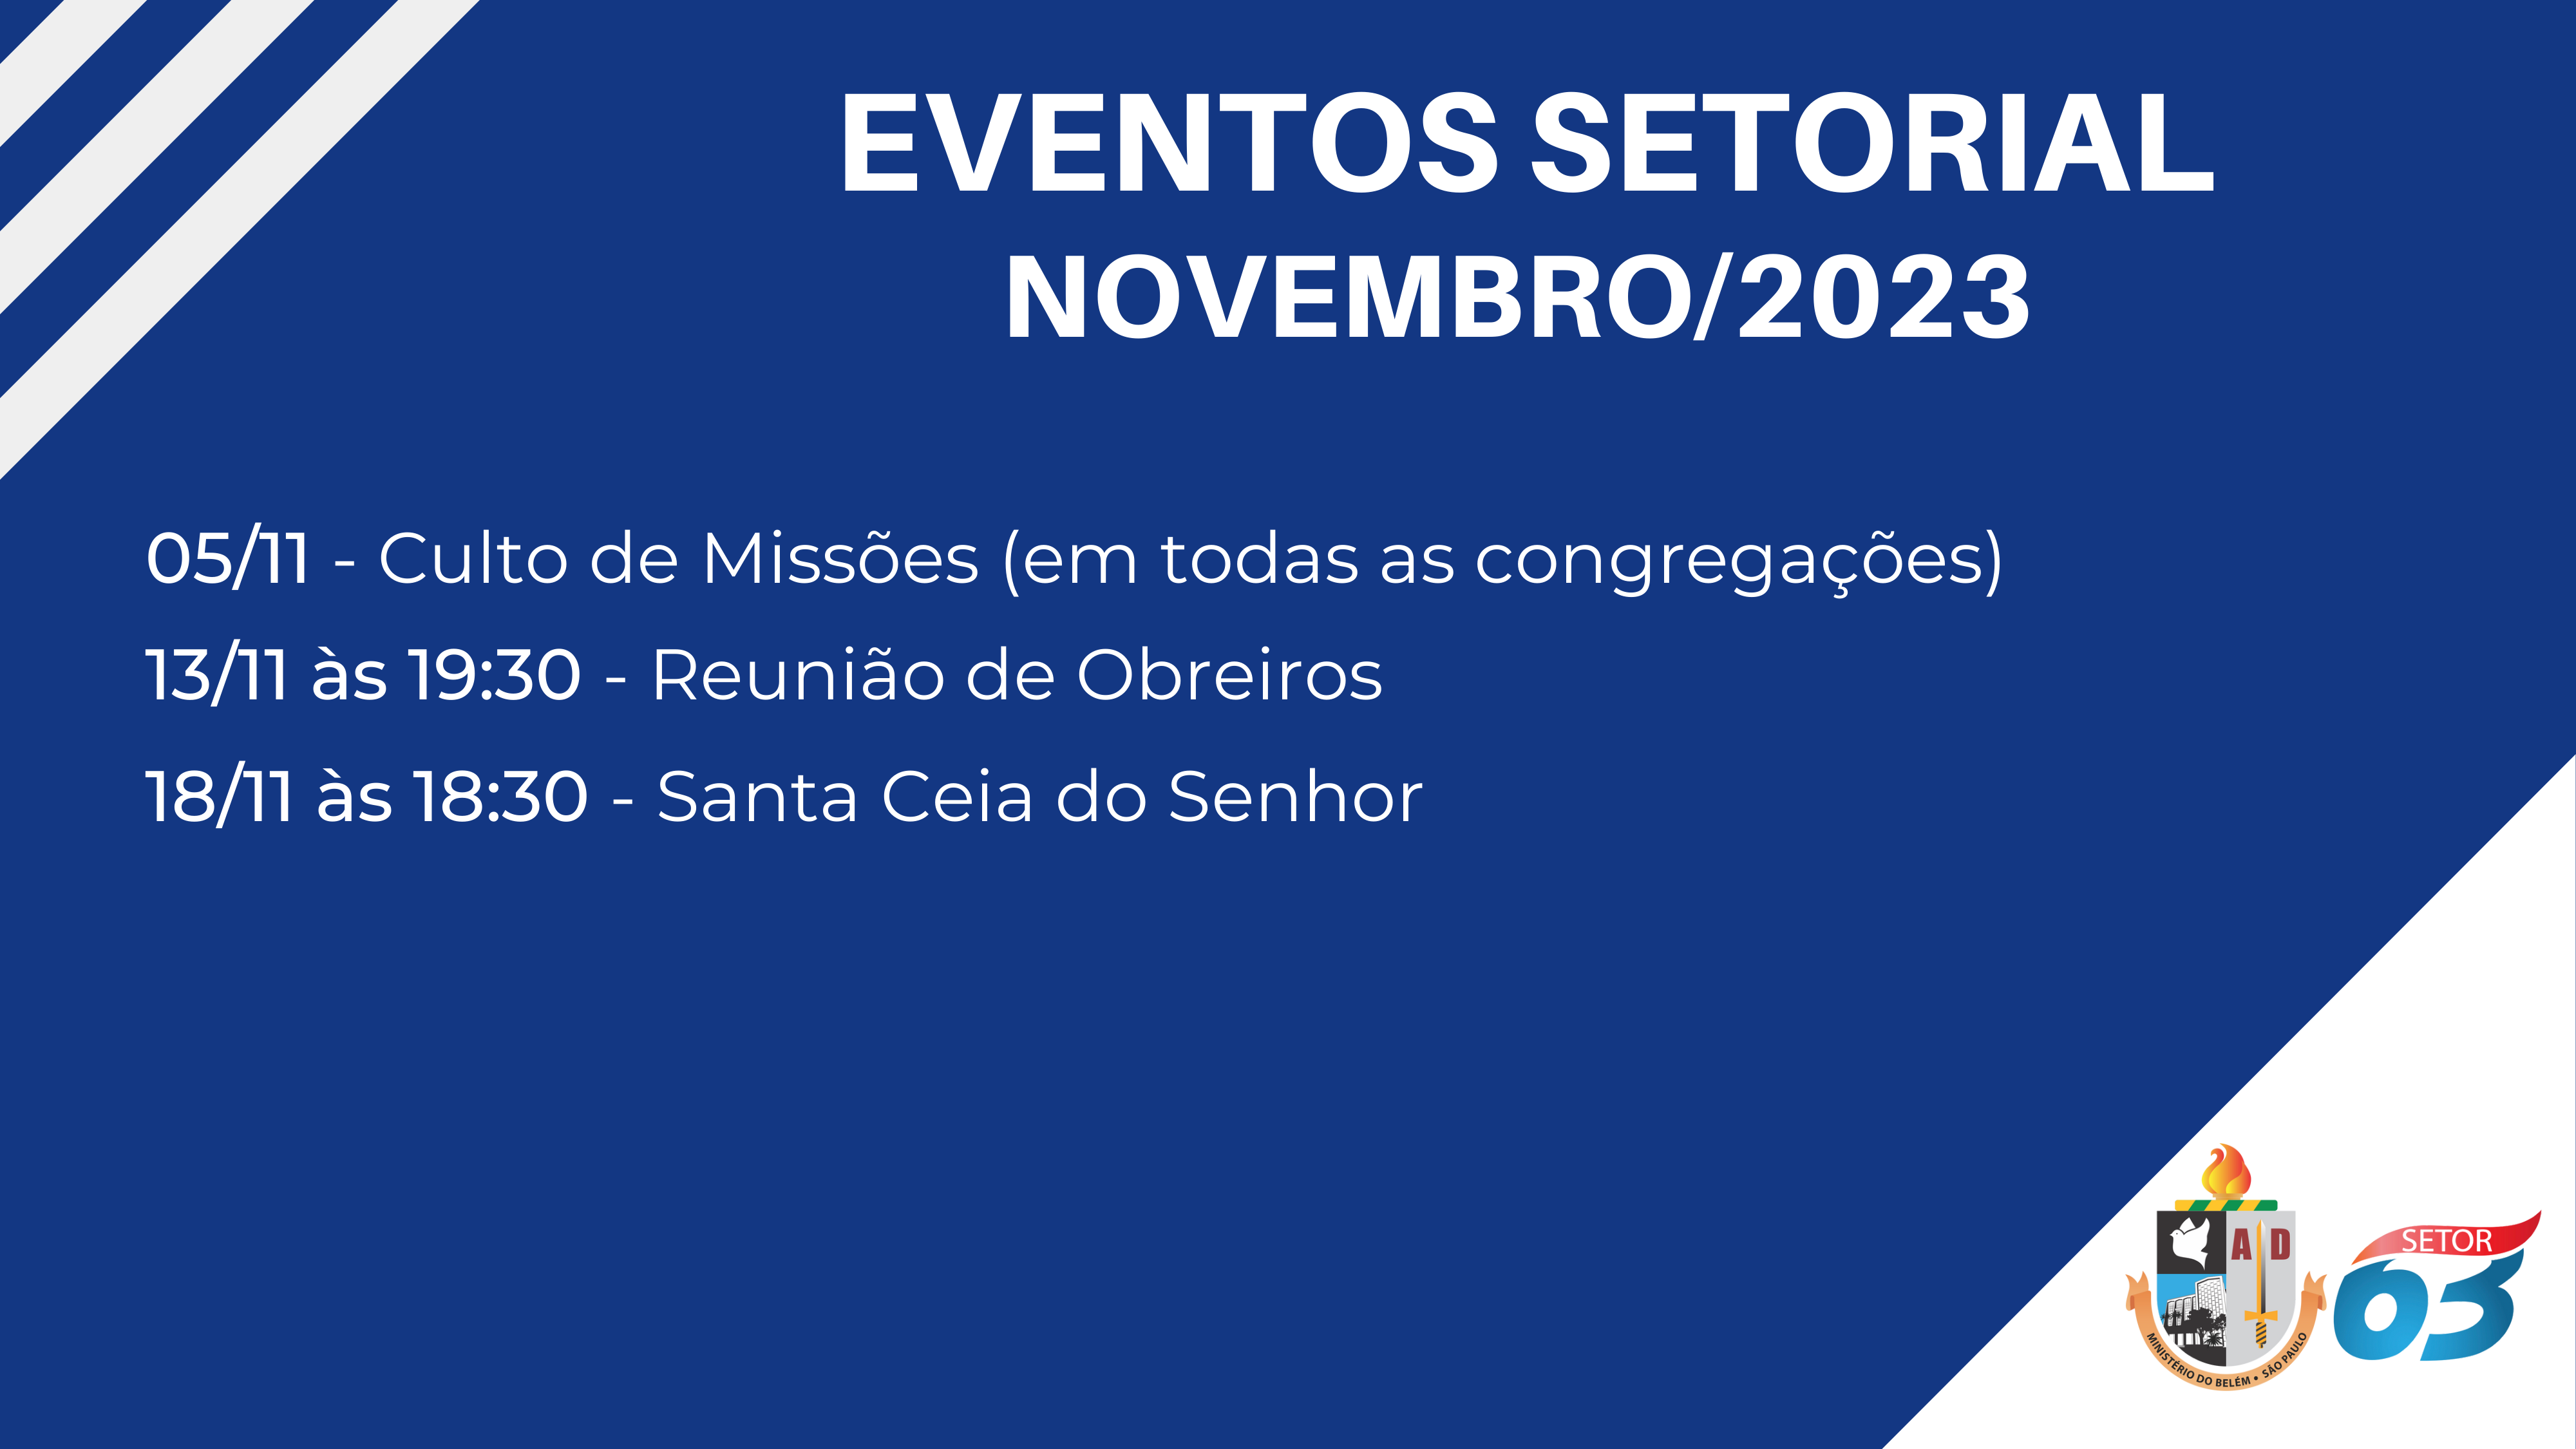 EVENTOS SETORIAL
NOVEMBRO/2023
05/11 - Culto de Missões (em todas as congregações)
13/11 às 19:30 - Reunião de Obreiros
18/11 às 18:30 - Santa Ceia do Senhor
A D
MINISTÉRIO DO BELÉM • SÃO PAULO
SETOR
03